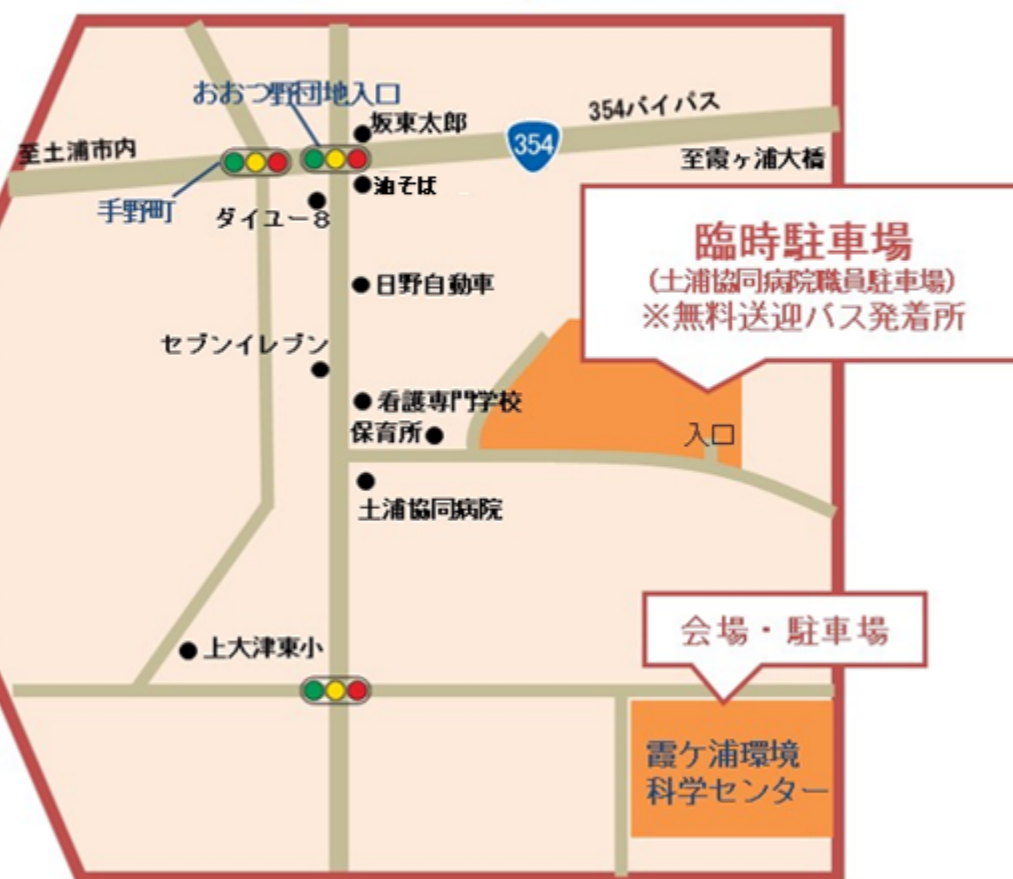 おおつ野団地入口
坂東太郎
354バイパス
354
至土浦市内
至霞ヶ浦大橋
油そば
手野町
ダイユー8
臨時駐車場
(土浦協同病院職員駐車場)
※無料送迎バス発着所
日野自動車
セブンイレブン
看護専門学校
保育所
入口
土浦協同病院
会場・駐車場
上大津東小
霞ケ浦環境
科学センター